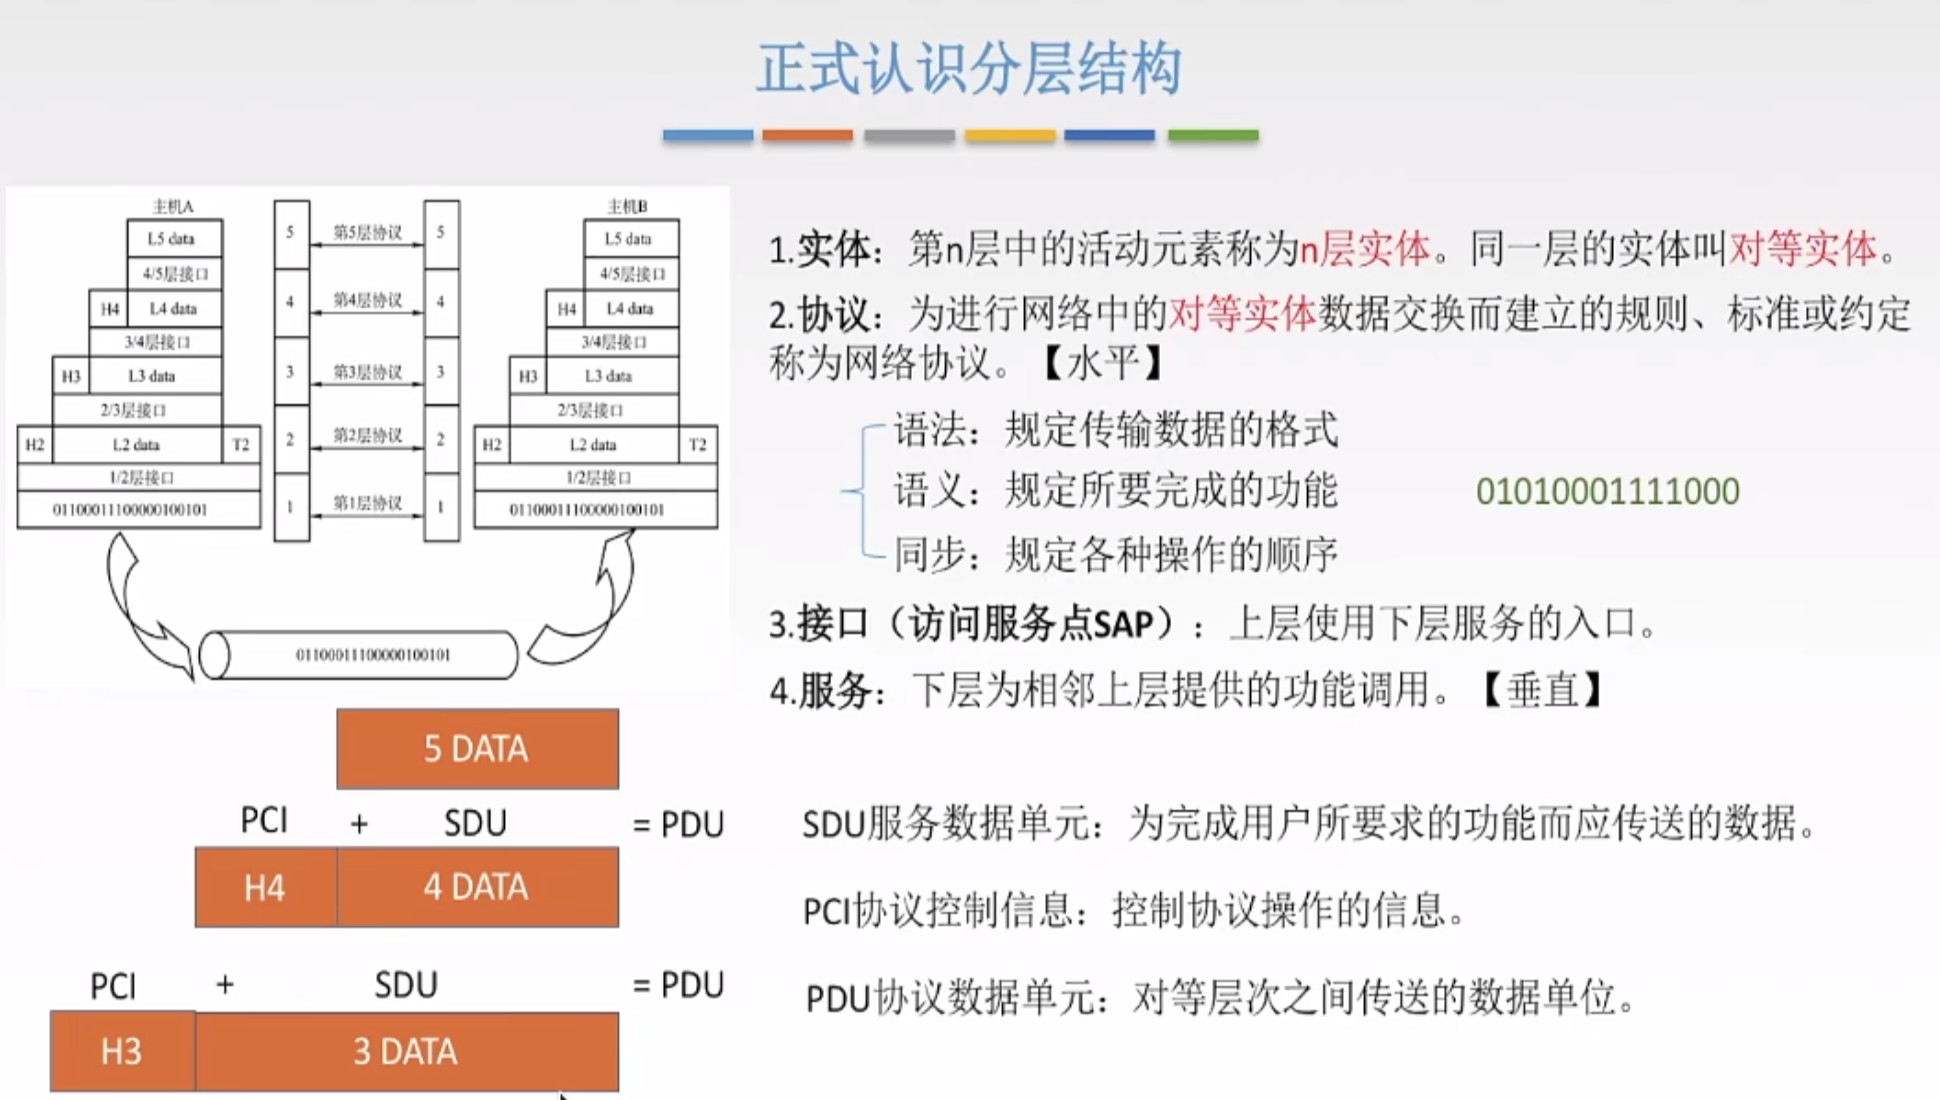 正式认识分层结构
主机A
L5 data
4/5层接口
H4 L4 data
3/4层接口
H3 L3 data
2/3层接口
H2 L2 data T2
1/2层接口
01100011100000100101
5 第5层协议 5
4 第4层协议 4
3 第3层协议 3
2 第2层协议 2
1 第1层协议 1
主机B
L5 data
4/5层接口
H4 L4 data
3/4层接口
H3 L3 data
2/3层接口
H2 L2 data T2
1/2层接口
01100011100000100101
01100011100000100101
1.实体：第n层中的活动元素称为n层实体。同一层的实体叫对等实体。
2.协议：为进行网络中的对等实体数据交换而建立的规则、标准或约定
称为网络协议。【水平】
语法：规定传输数据的格式
语义：规定所要完成的功能
01010001111000
同步：规定各种操作的顺序
3.接口（访问服务点SAP）：上层使用下层服务的入口。
4.服务：下层为相邻上层提供的功能调用。【垂直】
5 DATA
PCI + SDU = PDU
H4 4 DATA
PCI + SDU = PDU
H3 3 DATA
SDU服务数据单元：为完成用户所要求的功能而应传送的数据。
PCI协议控制信息：控制协议操作的信息。
PDU协议数据单元：对等层次之间传送的数据单位。